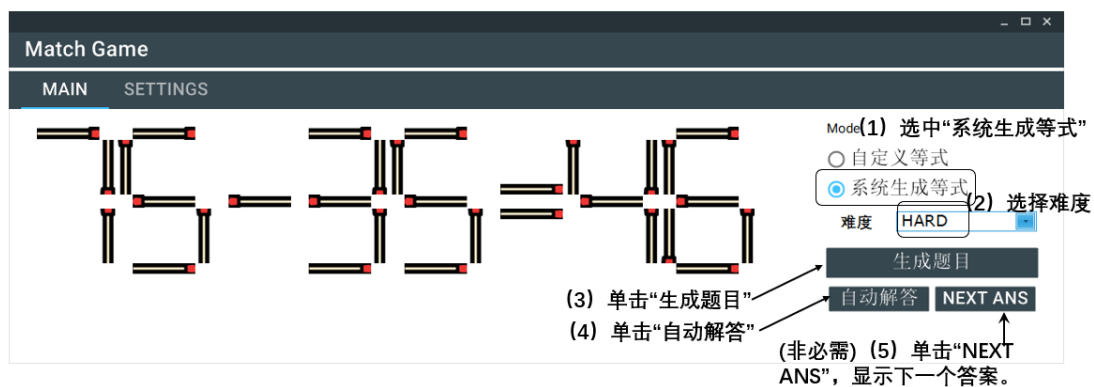 Match Game
MAIN SETTINGS
Mode(1) 选中“系统生成等式”
自定义等式
系统生成等式
(2) 选择难度
难度 HARD
生成题目
(3) 单击“生成题目”
自动解答 NEXT ANS
(4) 单击“自动解答”
(非必需) (5) 单击“NEXT
ANS”，显示下一个答案。
75-35=46